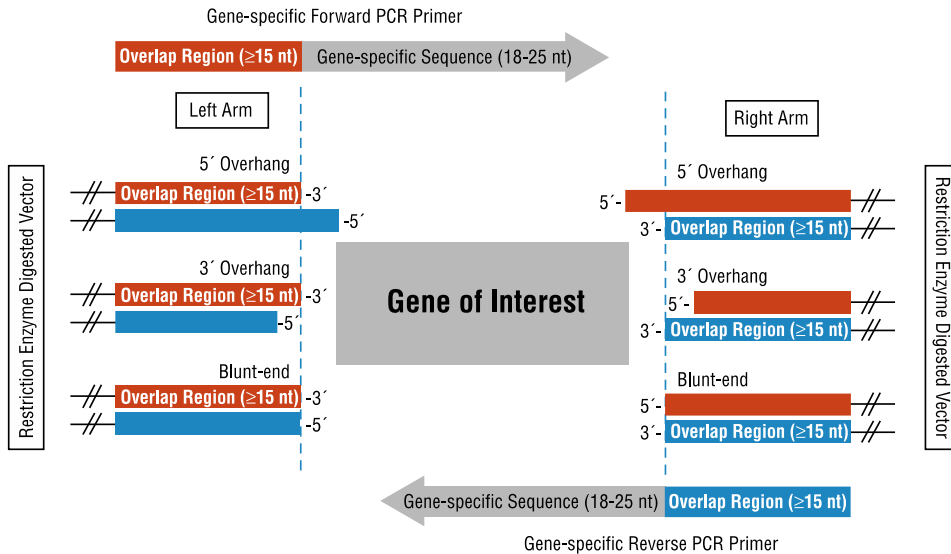 Gene-specific Forward PCR Primer
Overlap Region (≥15 nt) Gene-specific Sequence (18-25 nt)
Left Arm
Right Arm
Restriction Enzyme Digested Vector
5´ Overhang
Overlap Region (≥15 nt) -3´
-5´
3´ Overhang
Overlap Region (≥15 nt) -3´
-5´
Blunt-end
Overlap Region (≥15 nt) -3´
-5´
Gene of Interest
5´ Overhang
5´-
3´- Overlap Region (≥15 nt)
3´ Overhang
5´-
3´- Overlap Region (≥15 nt)
Blunt-end
5´-
3´- Overlap Region (≥15 nt)
Restriction Enzyme Digested Vector
Gene-specific Sequence (18-25 nt) Overlap Region (≥15 nt)
Gene-specific Reverse PCR Primer